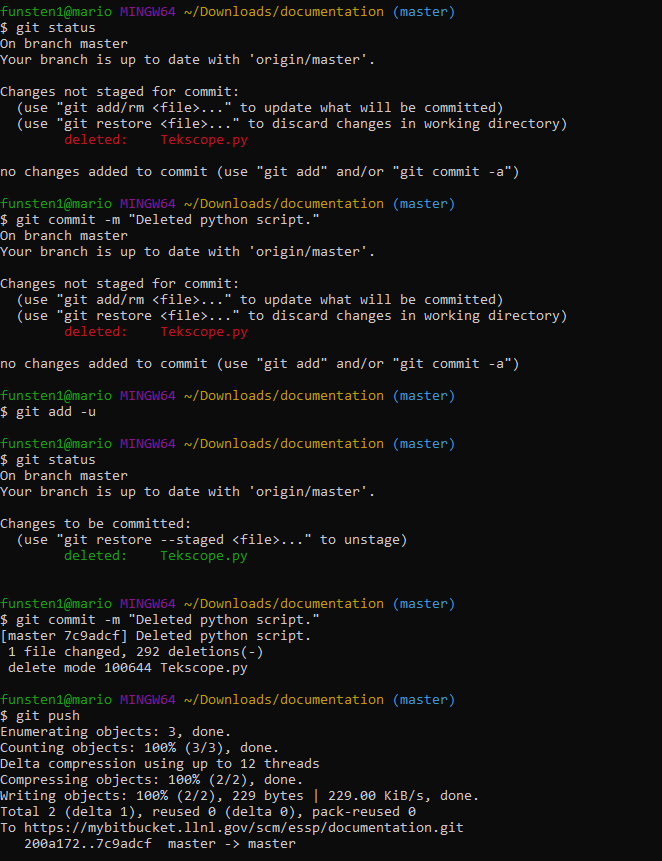 funsten1@mario MINGW64 ~/Downloads/documentation (master)
$ git status
On branch master
Your branch is up to date with 'origin/master'.
Changes not staged for commit:
(use "git add/rm <file>..." to update what will be committed)
(use "git restore <file>..." to discard changes in working directory)
deleted: Tekscope.py
no changes added to commit (use "git add" and/or "git commit -a")
funsten1@mario MINGW64 ~/Downloads/documentation (master)
$ git commit -m "Deleted python script."
On branch master
Your branch is up to date with 'origin/master'.
Changes not staged for commit:
(use "git add/rm <file>..." to update what will be committed)
(use "git restore <file>..." to discard changes in working directory)
deleted: Tekscope.py
no changes added to commit (use "git add" and/or "git commit -a")
funsten1@mario MINGW64 ~/Downloads/documentation (master)
$ git add -u
funsten1@mario MINGW64 ~/Downloads/documentation (master)
$ git status
On branch master
Your branch is up to date with 'origin/master'.
Changes to be committed:
(use "git restore --staged <file>..." to unstage)
deleted: Tekscope.py
funsten1@mario MINGW64 ~/Downloads/documentation (master)
$ git commit -m "Deleted python script."
[master 7c9adcf] Deleted python script.
1 file changed, 292 deletions(-)
delete mode 100644 Tekscope.py
funsten1@mario MINGW64 ~/Downloads/documentation (master)
$ git push
Enumerating objects: 3, done.
Counting objects: 100% (3/3), done.
Delta compression using up to 12 threads
Compressing objects: 100% (2/2), done.
Writing objects: 100% (2/2), 229 bytes | 229.00 KiB/s, done.
Total 2 (delta 1), reused 0 (delta 0), pack-reused 0
To https://mybitbucket.llnl.gov/scm/essp/documentation.git
200a172..7c9adcf master -> master